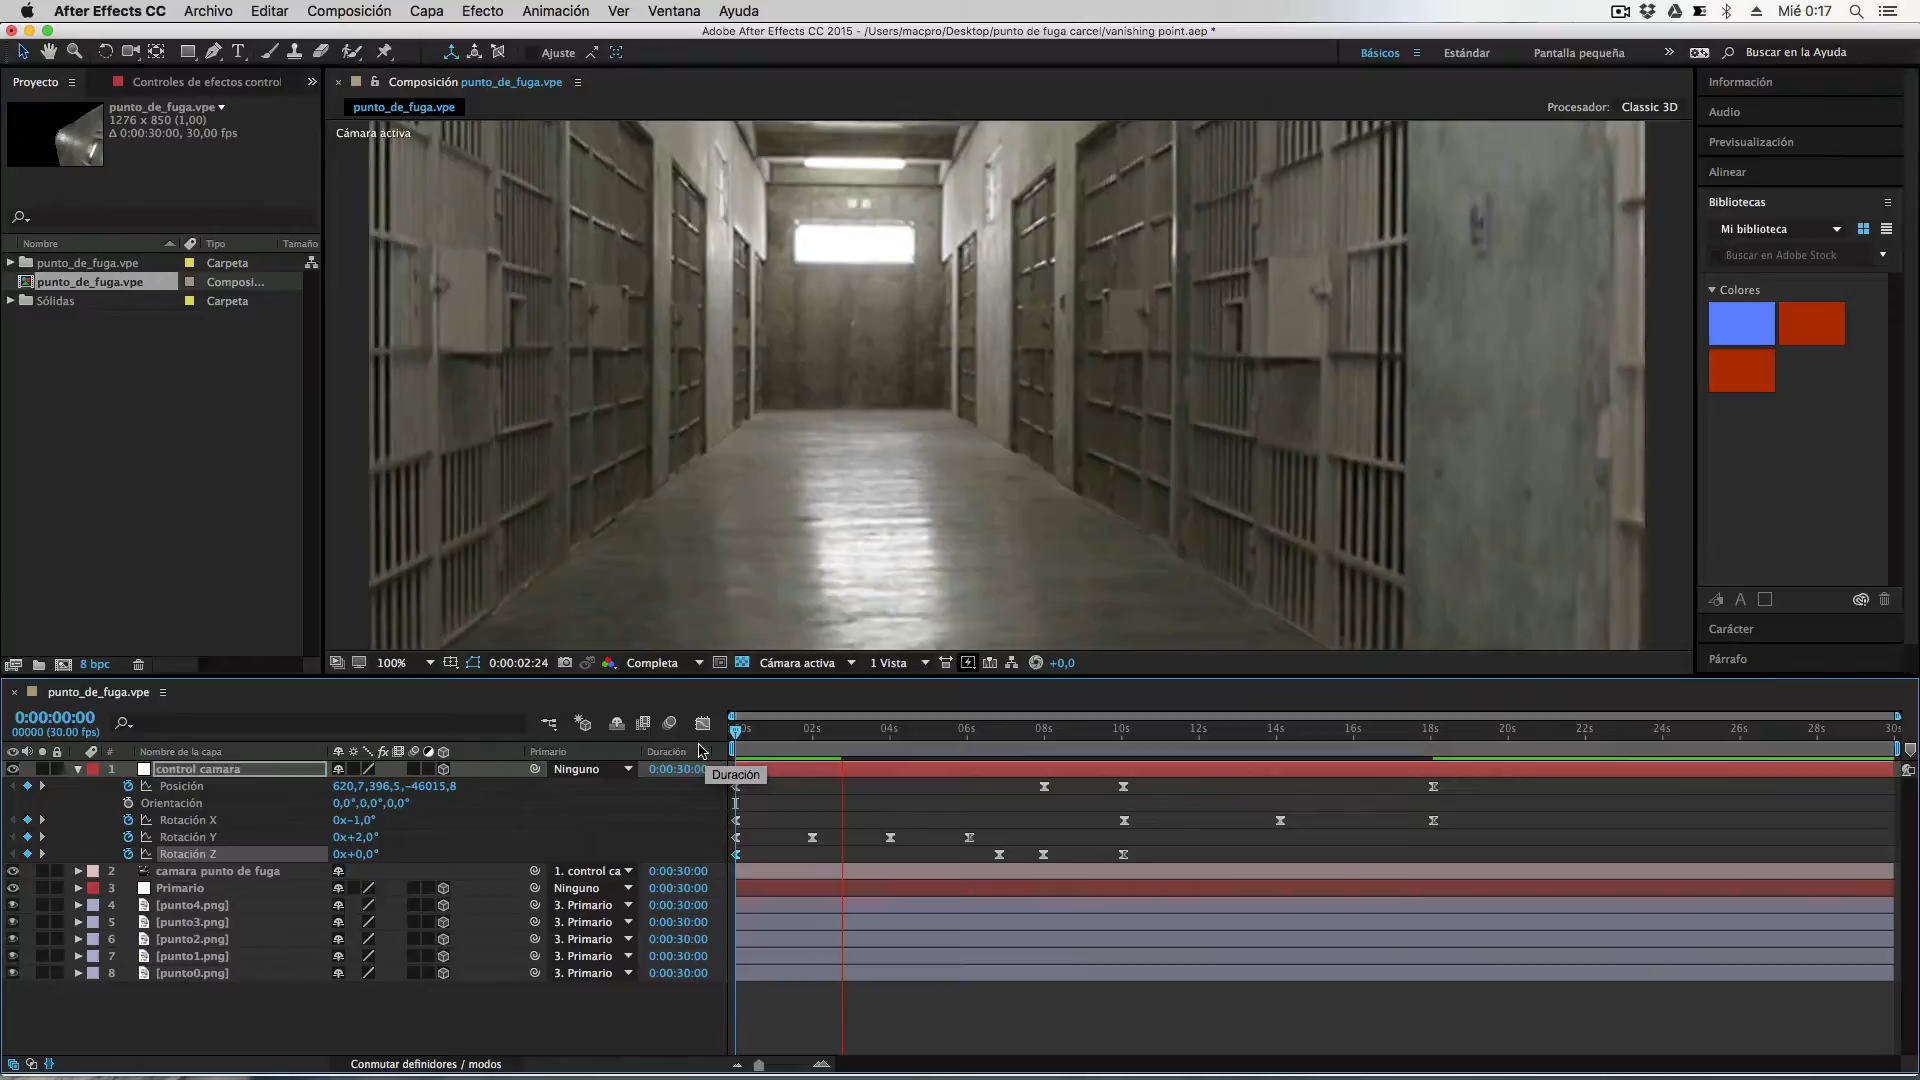 After Effects CC Archivo Editar Composición Capa Efecto Animación Ver Ventana Ayuda Mié 0:17
Adobe After Effects CC 2015 - /Users/macpro/Desktop/punto de fuga carcel/vanishing point.aep *
Ajuste Básicos Estándar Pantalla pequeña » Buscar en la Ayuda
Proyecto Controles de efectos control »
× Composición punto_de_fuga.vpe
punto_de_fuga.vpe
Procesador: Classic 3D
punto_de_fuga.vpe
1276 x 850 (1,00)
Δ 0:00:30:00, 30,00 fps
Cámara activa
Nombre Tipo Tamaño
punto_de_fuga.vpe Carpeta
punto_de_fuga.vpe Composi...
Sólidas Carpeta
8 bpc
100% 0:00:02:24 Completa Cámara activa 1 Vista +0,0
Información
Audio
Previsualización
Alinear
Bibliotecas
Mi biblioteca
Buscar en Adobe Stock
Colores
Carácter
Párrafo
× punto_de_fuga.vpe
0:00:00:00
00000 (30.00 fps)
02s 04s 06s 08s 10s 12s 14s 16s 18s 20s 22s 24s 26s 28s
# Nombre de la capa Primario Duración
1 control camara Ninguno 0:00:30:00
Duración
Posición 620,7,396,5,-46015,8
Orientación 0,0°,0,0°,0,0°
Rotación X 0x-1,0°
Rotación Y 0x+2,0°
Rotación Z 0x+0,0°
2 camara punto de fuga 1. control ca 0:00:30:00
3 Primario Ninguno 0:00:30:00
4 [punto4.png] 3. Primario 0:00:30:00
5 [punto3.png] 3. Primario 0:00:30:00
6 [punto2.png] 3. Primario 0:00:30:00
7 [punto1.png] 3. Primario 0:00:30:00
8 [punto0.png] 3. Primario 0:00:30:00
Conmutar definidores / modos